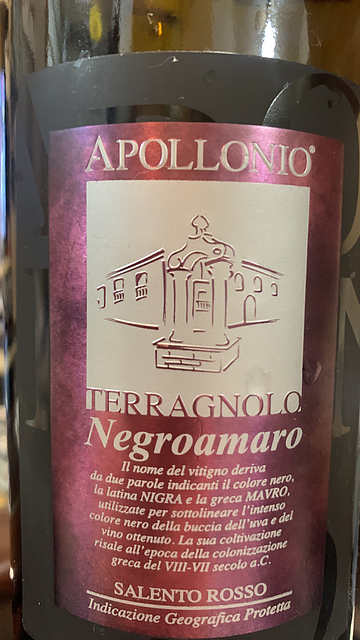 APOLLONIO®
TERRAGNOLO
Negroamaro
Il nome del vitigno deriva
da due parole indicanti il colore nero,
la latina NIGRA e la greca MAVRO,
utilizzate per sottolineare l'intenso
colore nero della buccia dell'uva e del
vino ottenuto. La sua coltivazione
risale all'epoca della colonizzazione
greca del VIII-VII secolo a.C.
SALENTO ROSSO
Indicazione Geografica Protetta